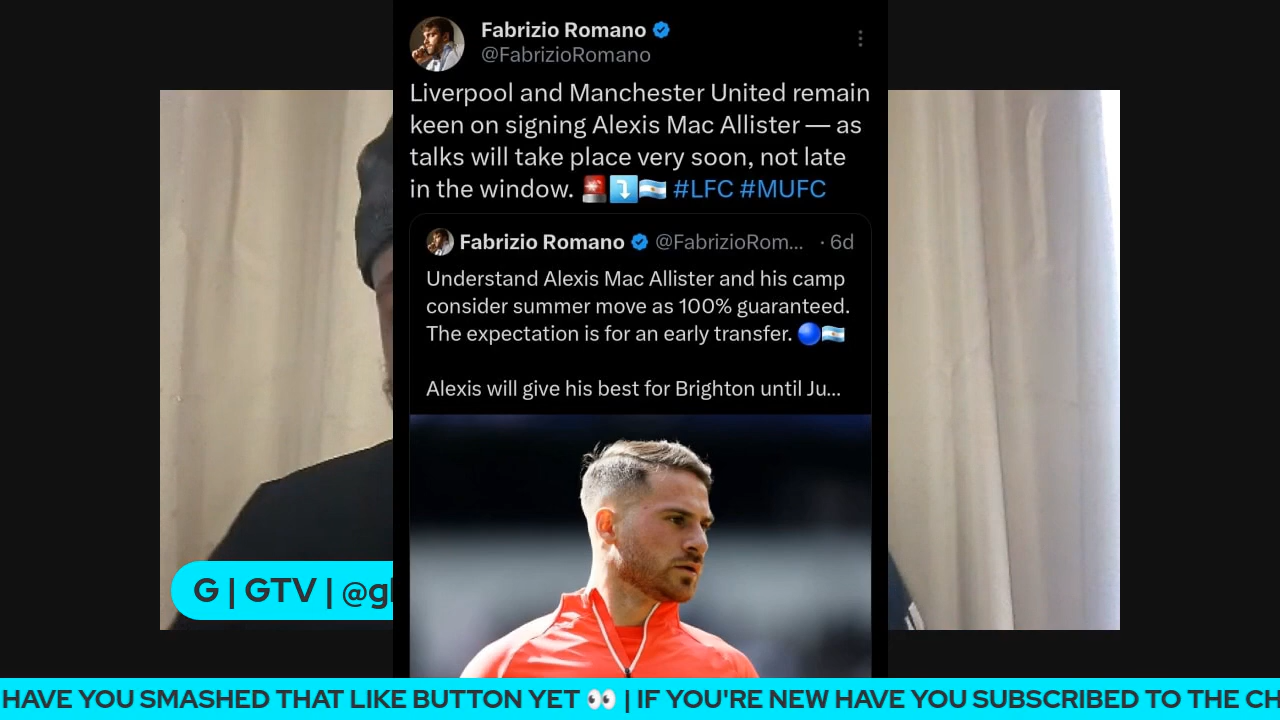 Fabrizio Romano
@FabrizioRomano
Liverpool and Manchester United remain
keen on signing Alexis Mac Allister — as
talks will take place very soon, not late
in the window. 🚨⤵️🇦🇷 #LFC #MUFC
Fabrizio Romano @FabrizioRom... · 6d
Understand Alexis Mac Allister and his camp
consider summer move as 100% guaranteed.
The expectation is for an early transfer. 🔵🇦🇷
Alexis will give his best for Brighton until Ju...
G | GTV | @gl
HAVE YOU SMASHED THAT LIKE BUTTON YET 👀 | IF YOU'RE NEW HAVE YOU SUBSCRIBED TO THE CH